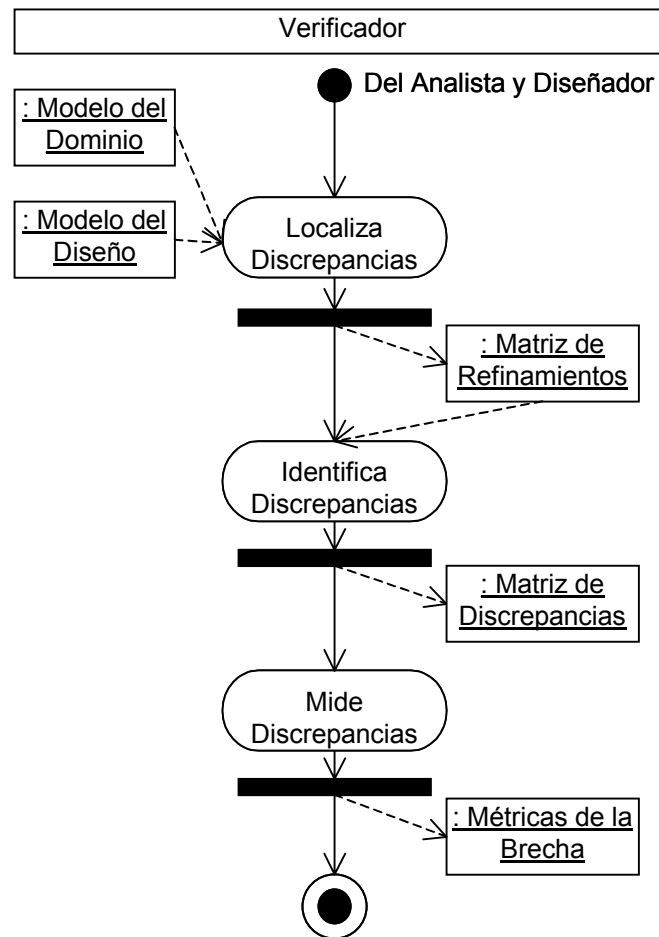 Verificador
Del Analista y Diseñador
: Modelo del
Dominio
: Modelo del
Diseño
Localiza
Discrepancias
: Matriz de
Refinamientos
Identifica
Discrepancias
: Matriz de
Discrepancias
Mide
Discrepancias
: Métricas de la
Brecha